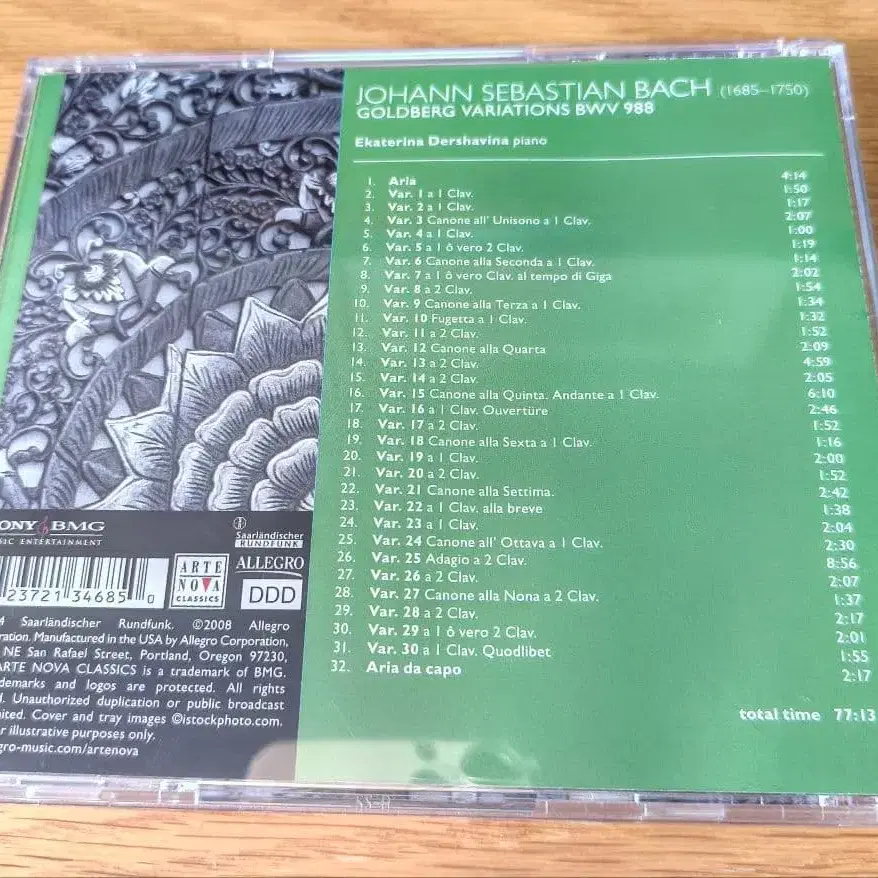 JOHANN SEBASTIAN BACH (1685–1750)
GOLDBERG VARIATIONS BWV 988
Ekaterina Dershavina piano
1. Aria 4:14
2. Var. 1 a 1 Clav. 1:50
3. Var. 2 a 1 Clav. 1:17
4. Var. 3 Canone all' Unisono a 1 Clav. 2:07
5. Var. 4 a 1 Clav. 1:00
6. Var. 5 a 1 ô vero 2 Clav. 1:19
7. Var. 6 Canone alla Seconda a 1 Clav. 1:14
8. Var. 7 a 1 ô vero Clav. al tempo di Giga 2:02
9. Var. 8 a 2 Clav. 1:54
10. Var. 9 Canone alla Terza a 1 Clav. 1:34
11. Var. 10 Fugetta a 1 Clav. 1:32
12. Var. 11 a 2 Clav. 1:52
13. Var. 12 Canone alla Quarta 2:09
14. Var. 13 a 2 Clav. 4:59
15. Var. 14 a 2 Clav. 2:05
16. Var. 15 Canone alla Quinta. Andante a 1 Clav. 6:10
17. Var. 16 a 1 Clav. Ouvertüre 2:46
18. Var. 17 a 2 Clav. 1:52
19. Var. 18 Canone alla Sexta a 1 Clav. 1:16
20. Var. 19 a 1 Clav. 2:00
21. Var. 20 a 2 Clav. 1:52
22. Var. 21 Canone alla Settima. 2:42
23. Var. 22 a 1 Clav. alla breve 1:38
24. Var. 23 a 1 Clav. 2:04
25. Var. 24 Canone all' Ottava a 1 Clav. 2:30
26. Var. 25 Adagio a 2 Clav. 8:56
27. Var. 26 a 2 Clav. 2:07
28. Var. 27 Canone alla Nona a 2 Clav. 1:37
29. Var. 28 a 2 Clav. 2:17
30. Var. 29 a 1 ô vero 2 Clav. 2:01
31. Var. 30 a 1 Clav. Quodlibet 1:55
32. Aria da capo 2:17
total time 77:13
ONY BMG
SIC ENTERTAINMENT
Saarländischer
RUNDFUNK
23721 34685 0
ARTE
NOVA
CLASSICS
ALLEGRO
DDD
4 Saarländischer Rundfunk. ©2008 Allegro
ration. Manufactured in the USA by Allegro Corporation,
NE San Rafael Street, Portland, Oregon 97230,
ARTE NOVA CLASSICS is a trademark of BMG.
demarks and logos are protected. All rights
d. Unauthorized duplication or public broadcast
ited. Cover and tray images ©istockphoto.com.
r illustrative purposes only.
gro-music.com/artenova